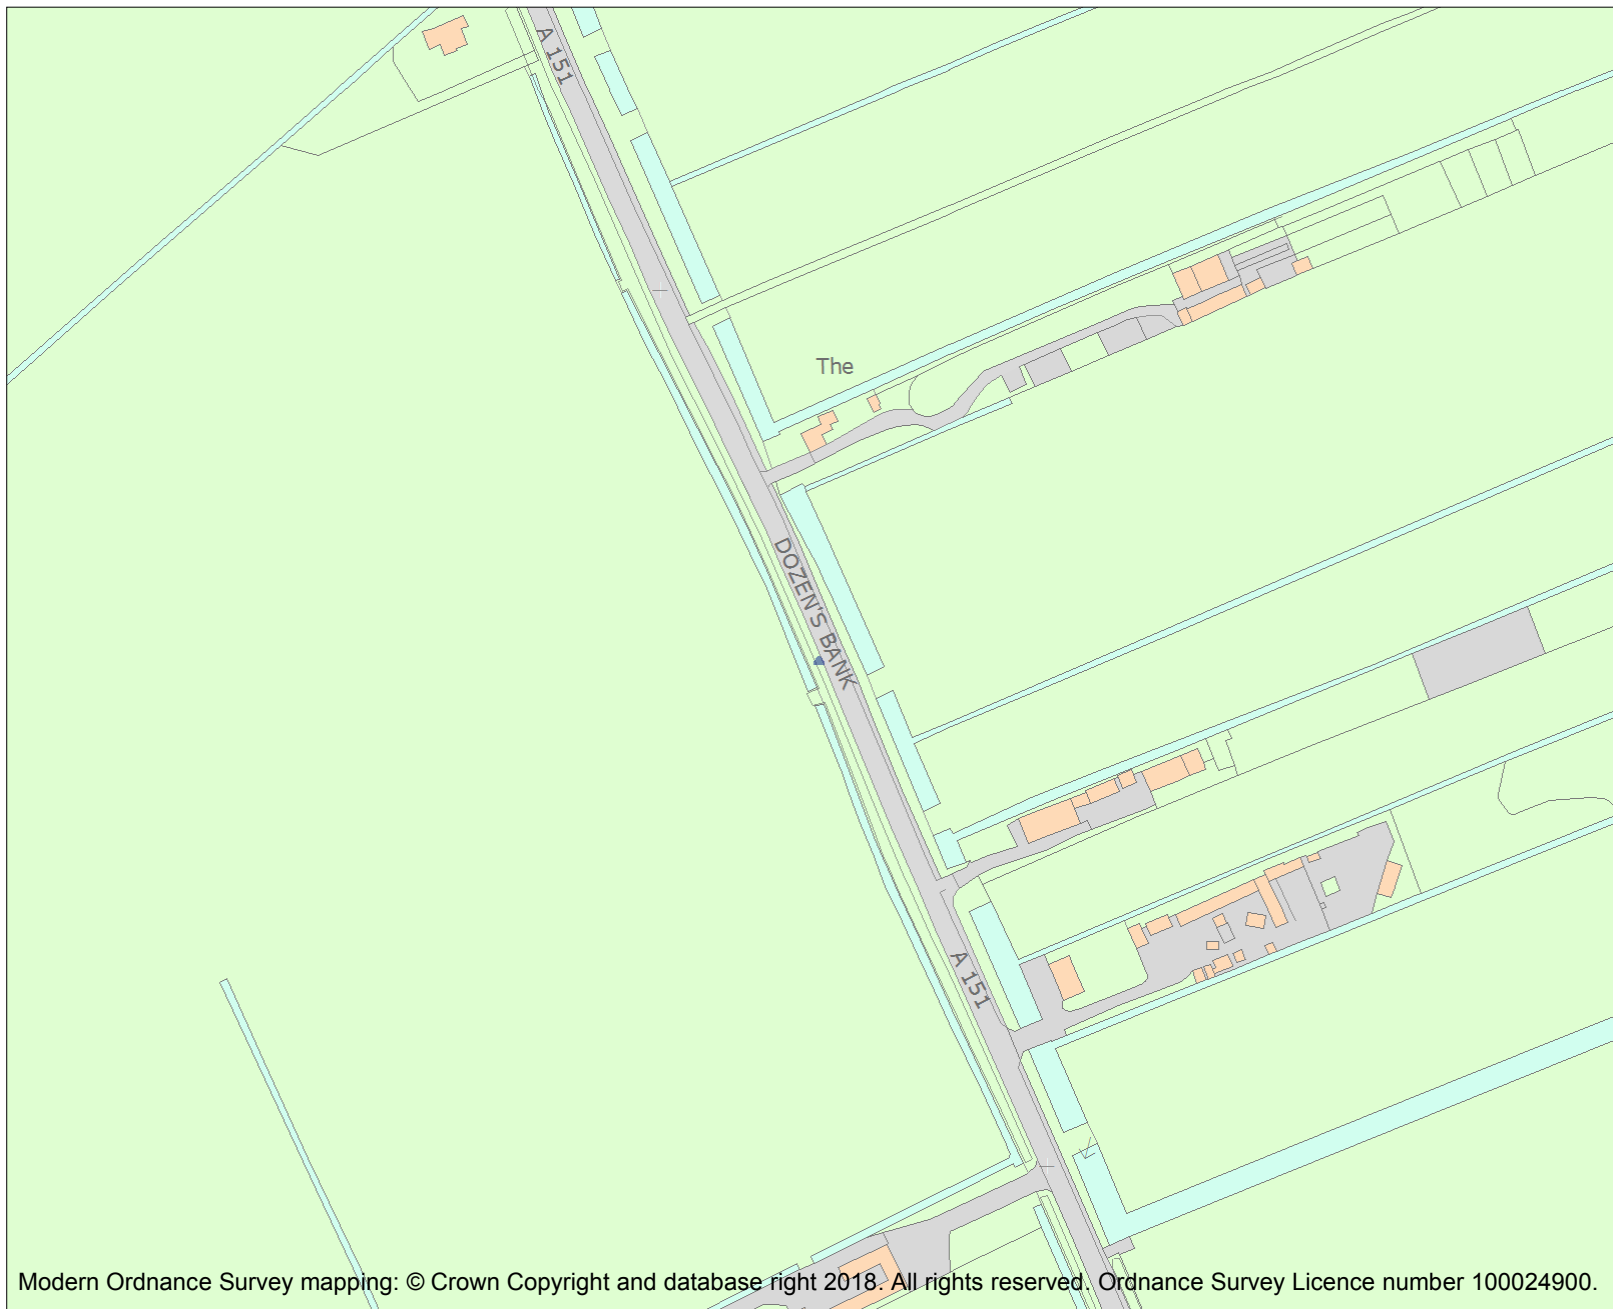 A 151
The
DOZEN'S BANK
A 151
Modern Ordnance Survey mapping: © Crown Copyright and database right 2018. All rights reserved. Ordnance Survey Licence number 100024900.